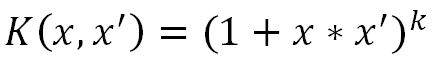 K(x, x′) = (1 + x * x′)ᵏ